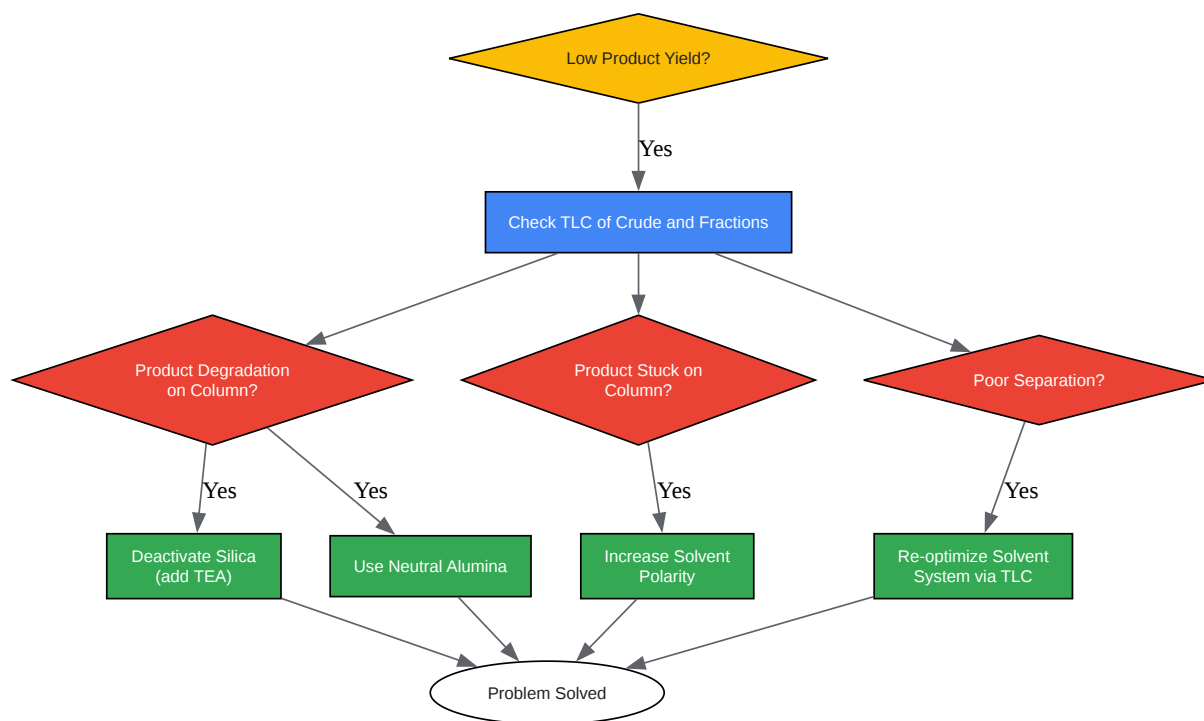 Low Product Yield?
Yes
Check TLC of Crude and Fractions
Product Degradation
on Column?
Product Stuck on
Column?
Poor Separation?
Yes
Yes
Yes
Yes
Deactivate Silica
(add TEA)
Use Neutral Alumina
Increase Solvent
Polarity
Re-optimize Solvent
System via TLC
Problem Solved